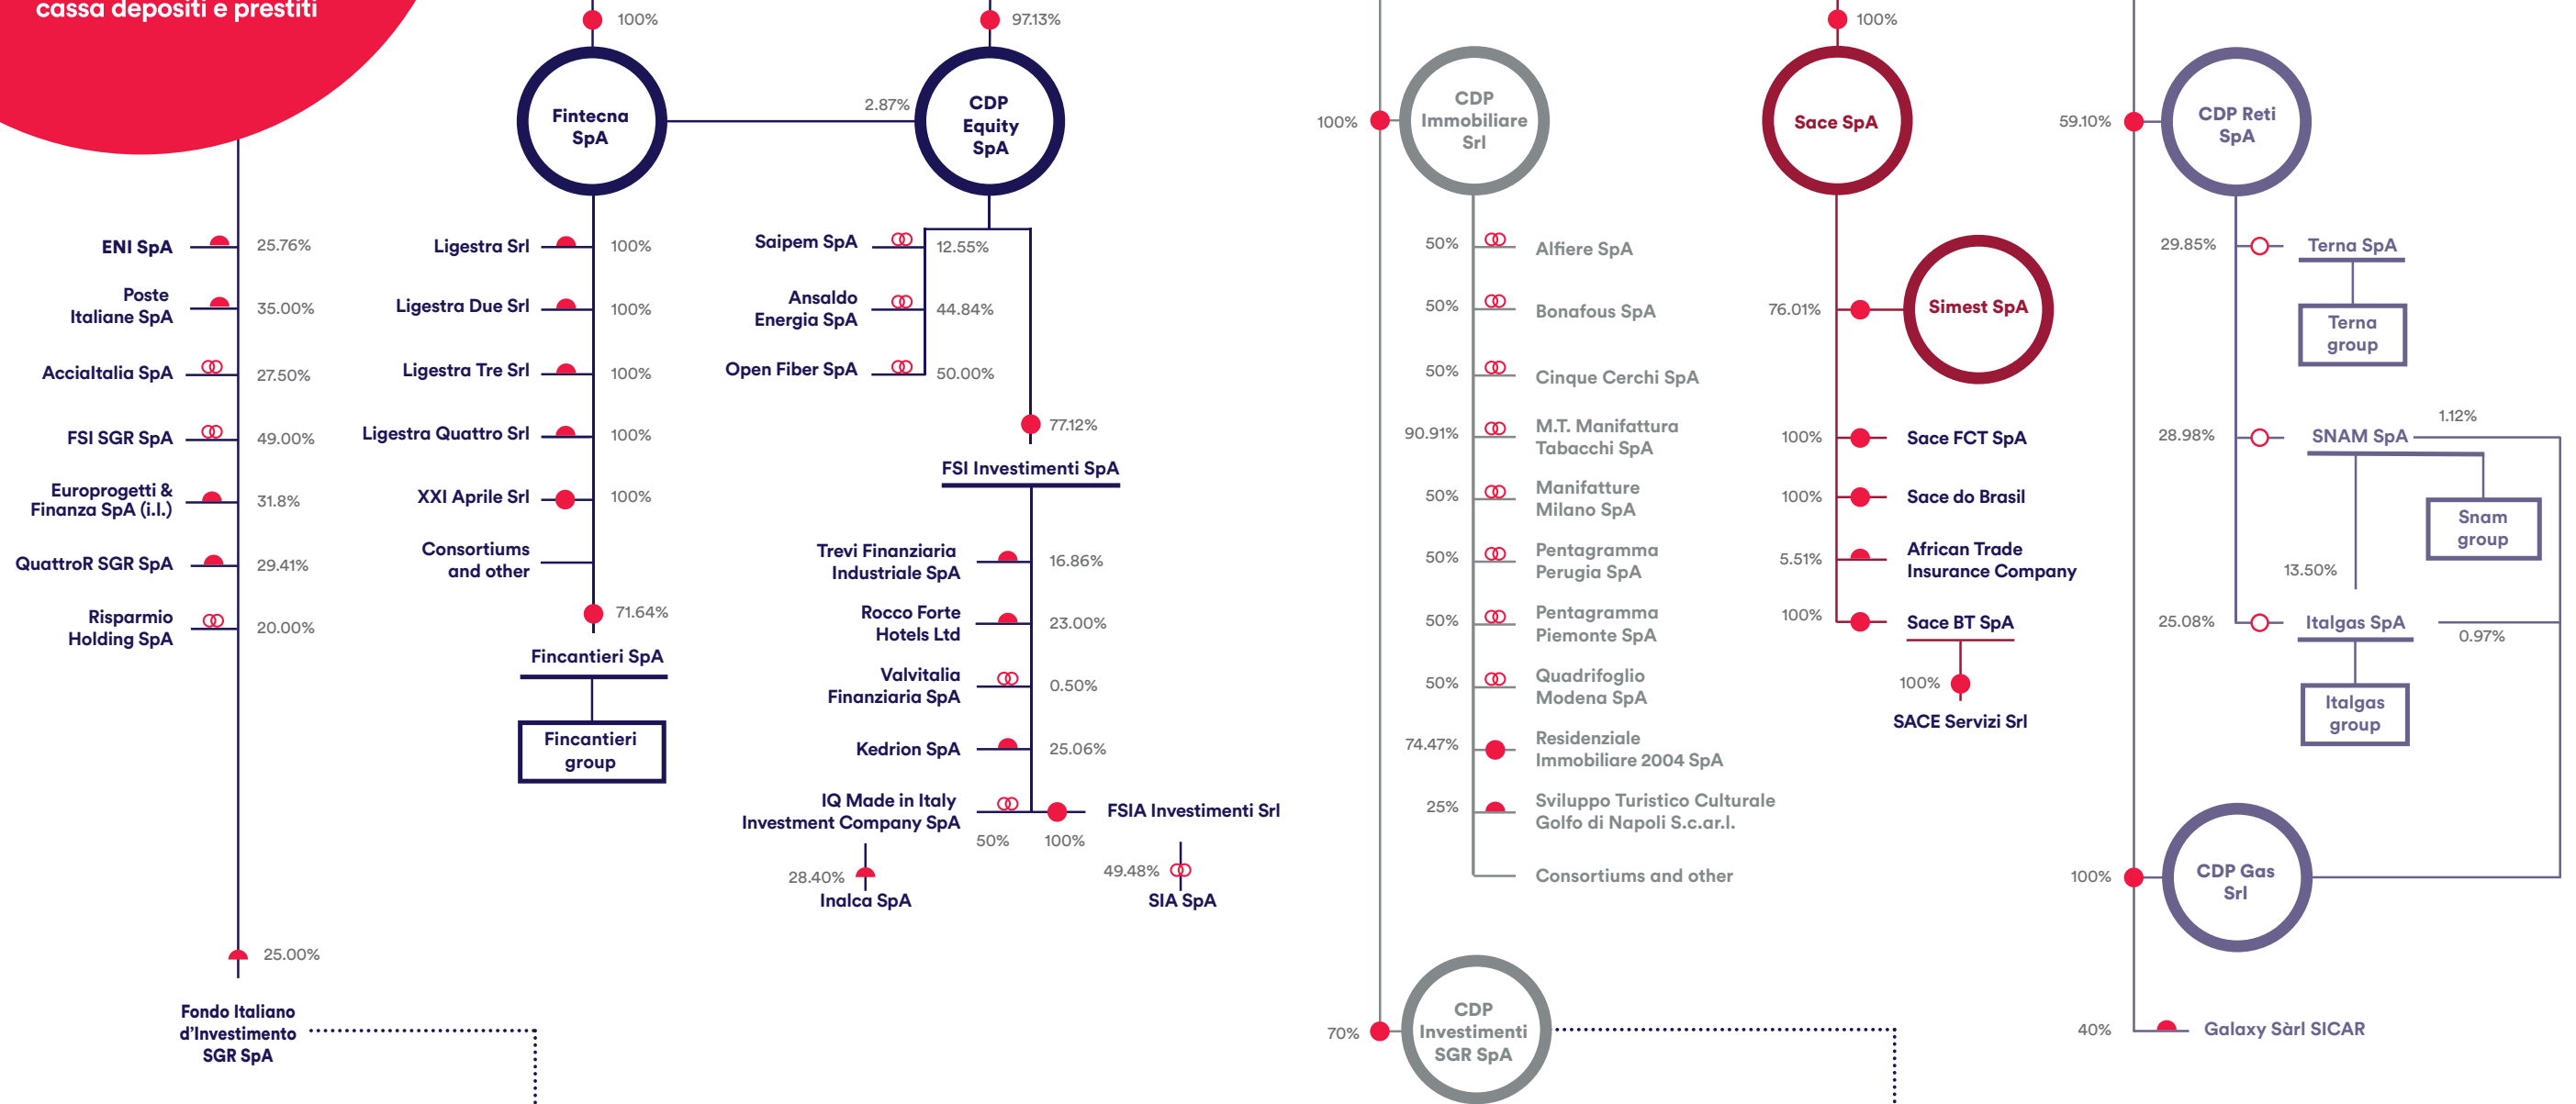 cassa depositi e prestiti
25.76%
ENI SpA
35.00%
Poste
Italiane SpA
27.50%
AcciaItalia SpA
49.00%
FSI SGR SpA
31.8%
Europrogetti &
Finanza SpA (i.l.)
29.41%
QuattroR SGR SpA
20.00%
Risparmio
Holding SpA
25.00%
Fondo Italiano
d'Investimento
SGR SpA
100%
Fintecna
SpA
2.87%
Ligestra Srl
100%
Ligestra Due Srl
100%
Ligestra Tre Srl
100%
Ligestra Quattro Srl
100%
XXI Aprile Srl
100%
Consortiums
and other
71.64%
Fincantieri SpA
Fincantieri
group
97.13%
CDP
Equity
SpA
Saipem SpA
12.55%
Ansaldo
Energia SpA
44.84%
Open Fiber SpA
50.00%
77.12%
FSI Investimenti SpA
Trevi Finanziaria
Industriale SpA
16.86%
Rocco Forte
Hotels Ltd
23.00%
Valvitalia
Finanziaria SpA
0.50%
Kedrion SpA
25.06%
IQ Made in Italy
Investment Company SpA
50%
100%
FSIA Investimenti Srl
28.40%
Inalca SpA
49.48%
SIA SpA
100%
CDP
Immobiliare
Srl
50%
Alfiere SpA
50%
Bonafous SpA
50%
Cinque Cerchi SpA
90.91%
M.T. Manifattura
Tabacchi SpA
50%
Manifatture
Milano SpA
50%
Pentagramma
Perugia SpA
50%
Pentagramma
Piemonte SpA
50%
Quadrifoglio
Modena SpA
74.47%
Residenziale
Immobiliare 2004 SpA
25%
Sviluppo Turistico Culturale
Golfo di Napoli S.c.ar.l.
Consortiums and other
70%
CDP
Investimenti
SGR SpA
100%
Sace SpA
76.01%
Simest SpA
100%
Sace FCT SpA
100%
Sace do Brasil
5.51%
African Trade
Insurance Company
100%
Sace BT SpA
100%
SACE Servizi Srl
59.10%
CDP Reti
SpA
29.85%
Terna SpA
Terna
group
28.98%
SNAM SpA
1.12%
Snam
group
13.50%
25.08%
Italgas SpA
0.97%
Italgas
group
100%
CDP Gas
Srl
40%
Galaxy Sàrl SICAR